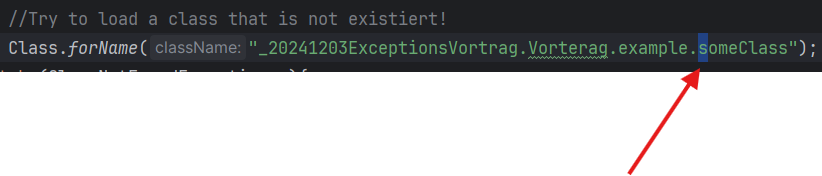 //Try to load a class that is not existiert!
Class.forName( className: "_20241203ExceptionsVortrag.Vorterag.example.someClass");